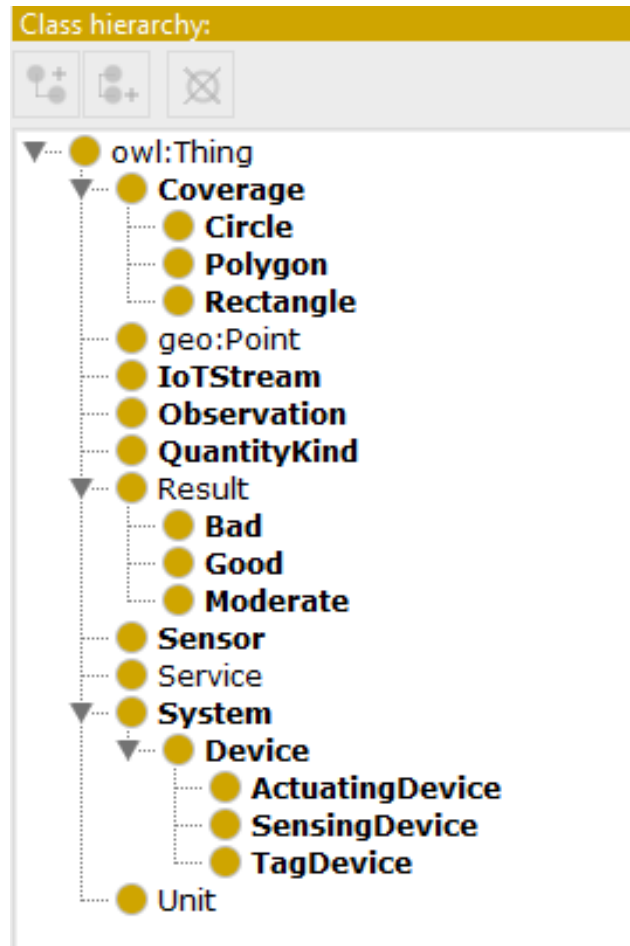 Class hierarchy:
owl:Thing
Coverage
Circle
Polygon
Rectangle
geo:Point
IoTStream
Observation
QuantityKind
Result
Bad
Good
Moderate
Sensor
Service
System
Device
ActuatingDevice
SensingDevice
TagDevice
Unit